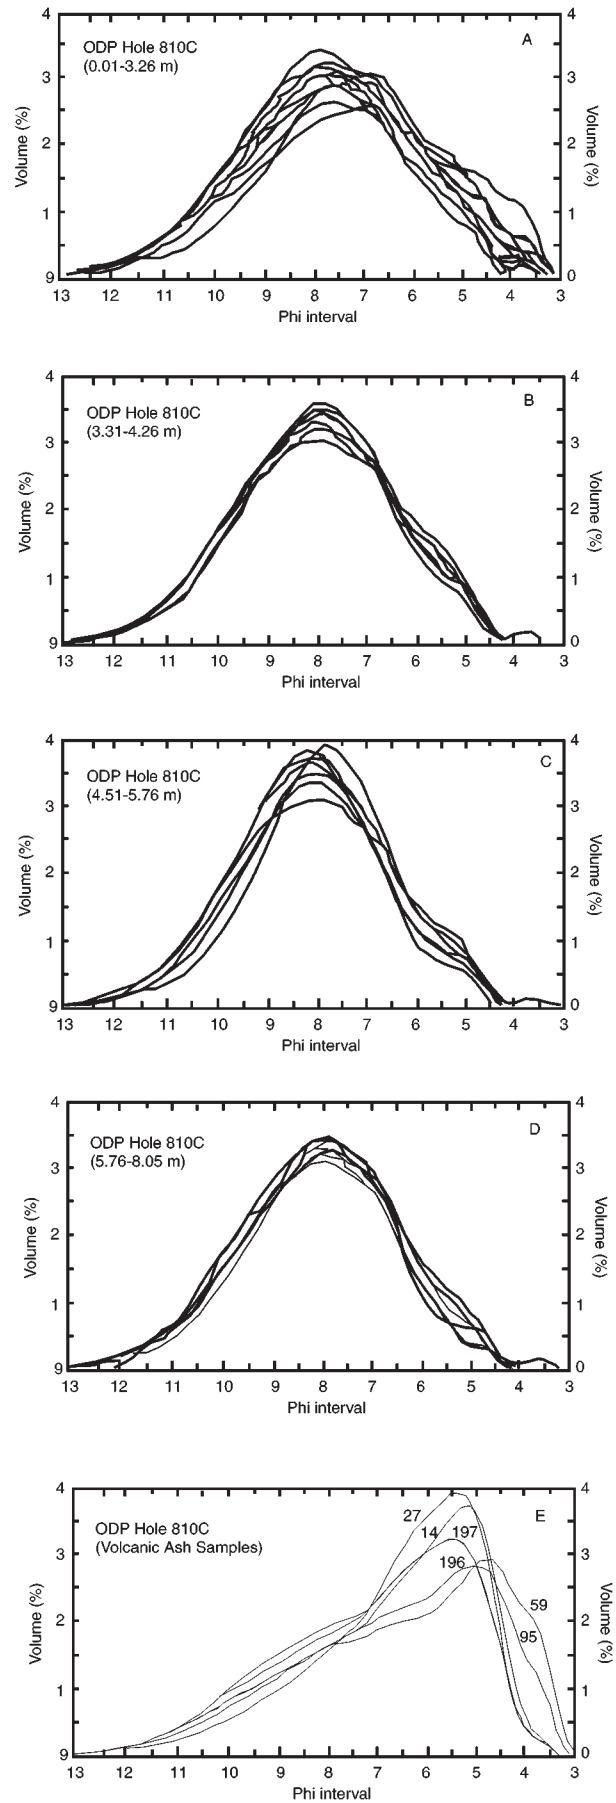 4 4
ODP Hole 810C A
(0.01-3.26 m)
3 3
Volume (%) Volume (%)
2 2
1 1
9 0
13 12 11 10 9 8 7 6 5 4 3
Phi interval
4 4
ODP Hole 810C B
(3.31-4.26 m)
3 3
Volume (%) Volume (%)
2 2
1 1
9 0
13 12 11 10 9 8 7 6 5 4 3
Phi interval
4 4
ODP Hole 810C C
(4.51-5.76 m)
3 3
Volume (%) Volume (%)
2 2
1 1
9 0
13 12 11 10 9 8 7 6 5 4 3
Phi interval
4 4
ODP Hole 810C D
(5.76-8.05 m)
3 3
Volume (%) Volume (%)
2 2
1 1
9 0
13 12 11 10 9 8 7 6 5 4 3
Phi interval
4 4
ODP Hole 810C 27 E
(Volcanic Ash Samples) 14 197
3 196 3
Volume (%) 59 Volume (%)
2 95 2
1 1
9 0
13 12 11 10 9 8 7 6 5 4 3
Phi interval